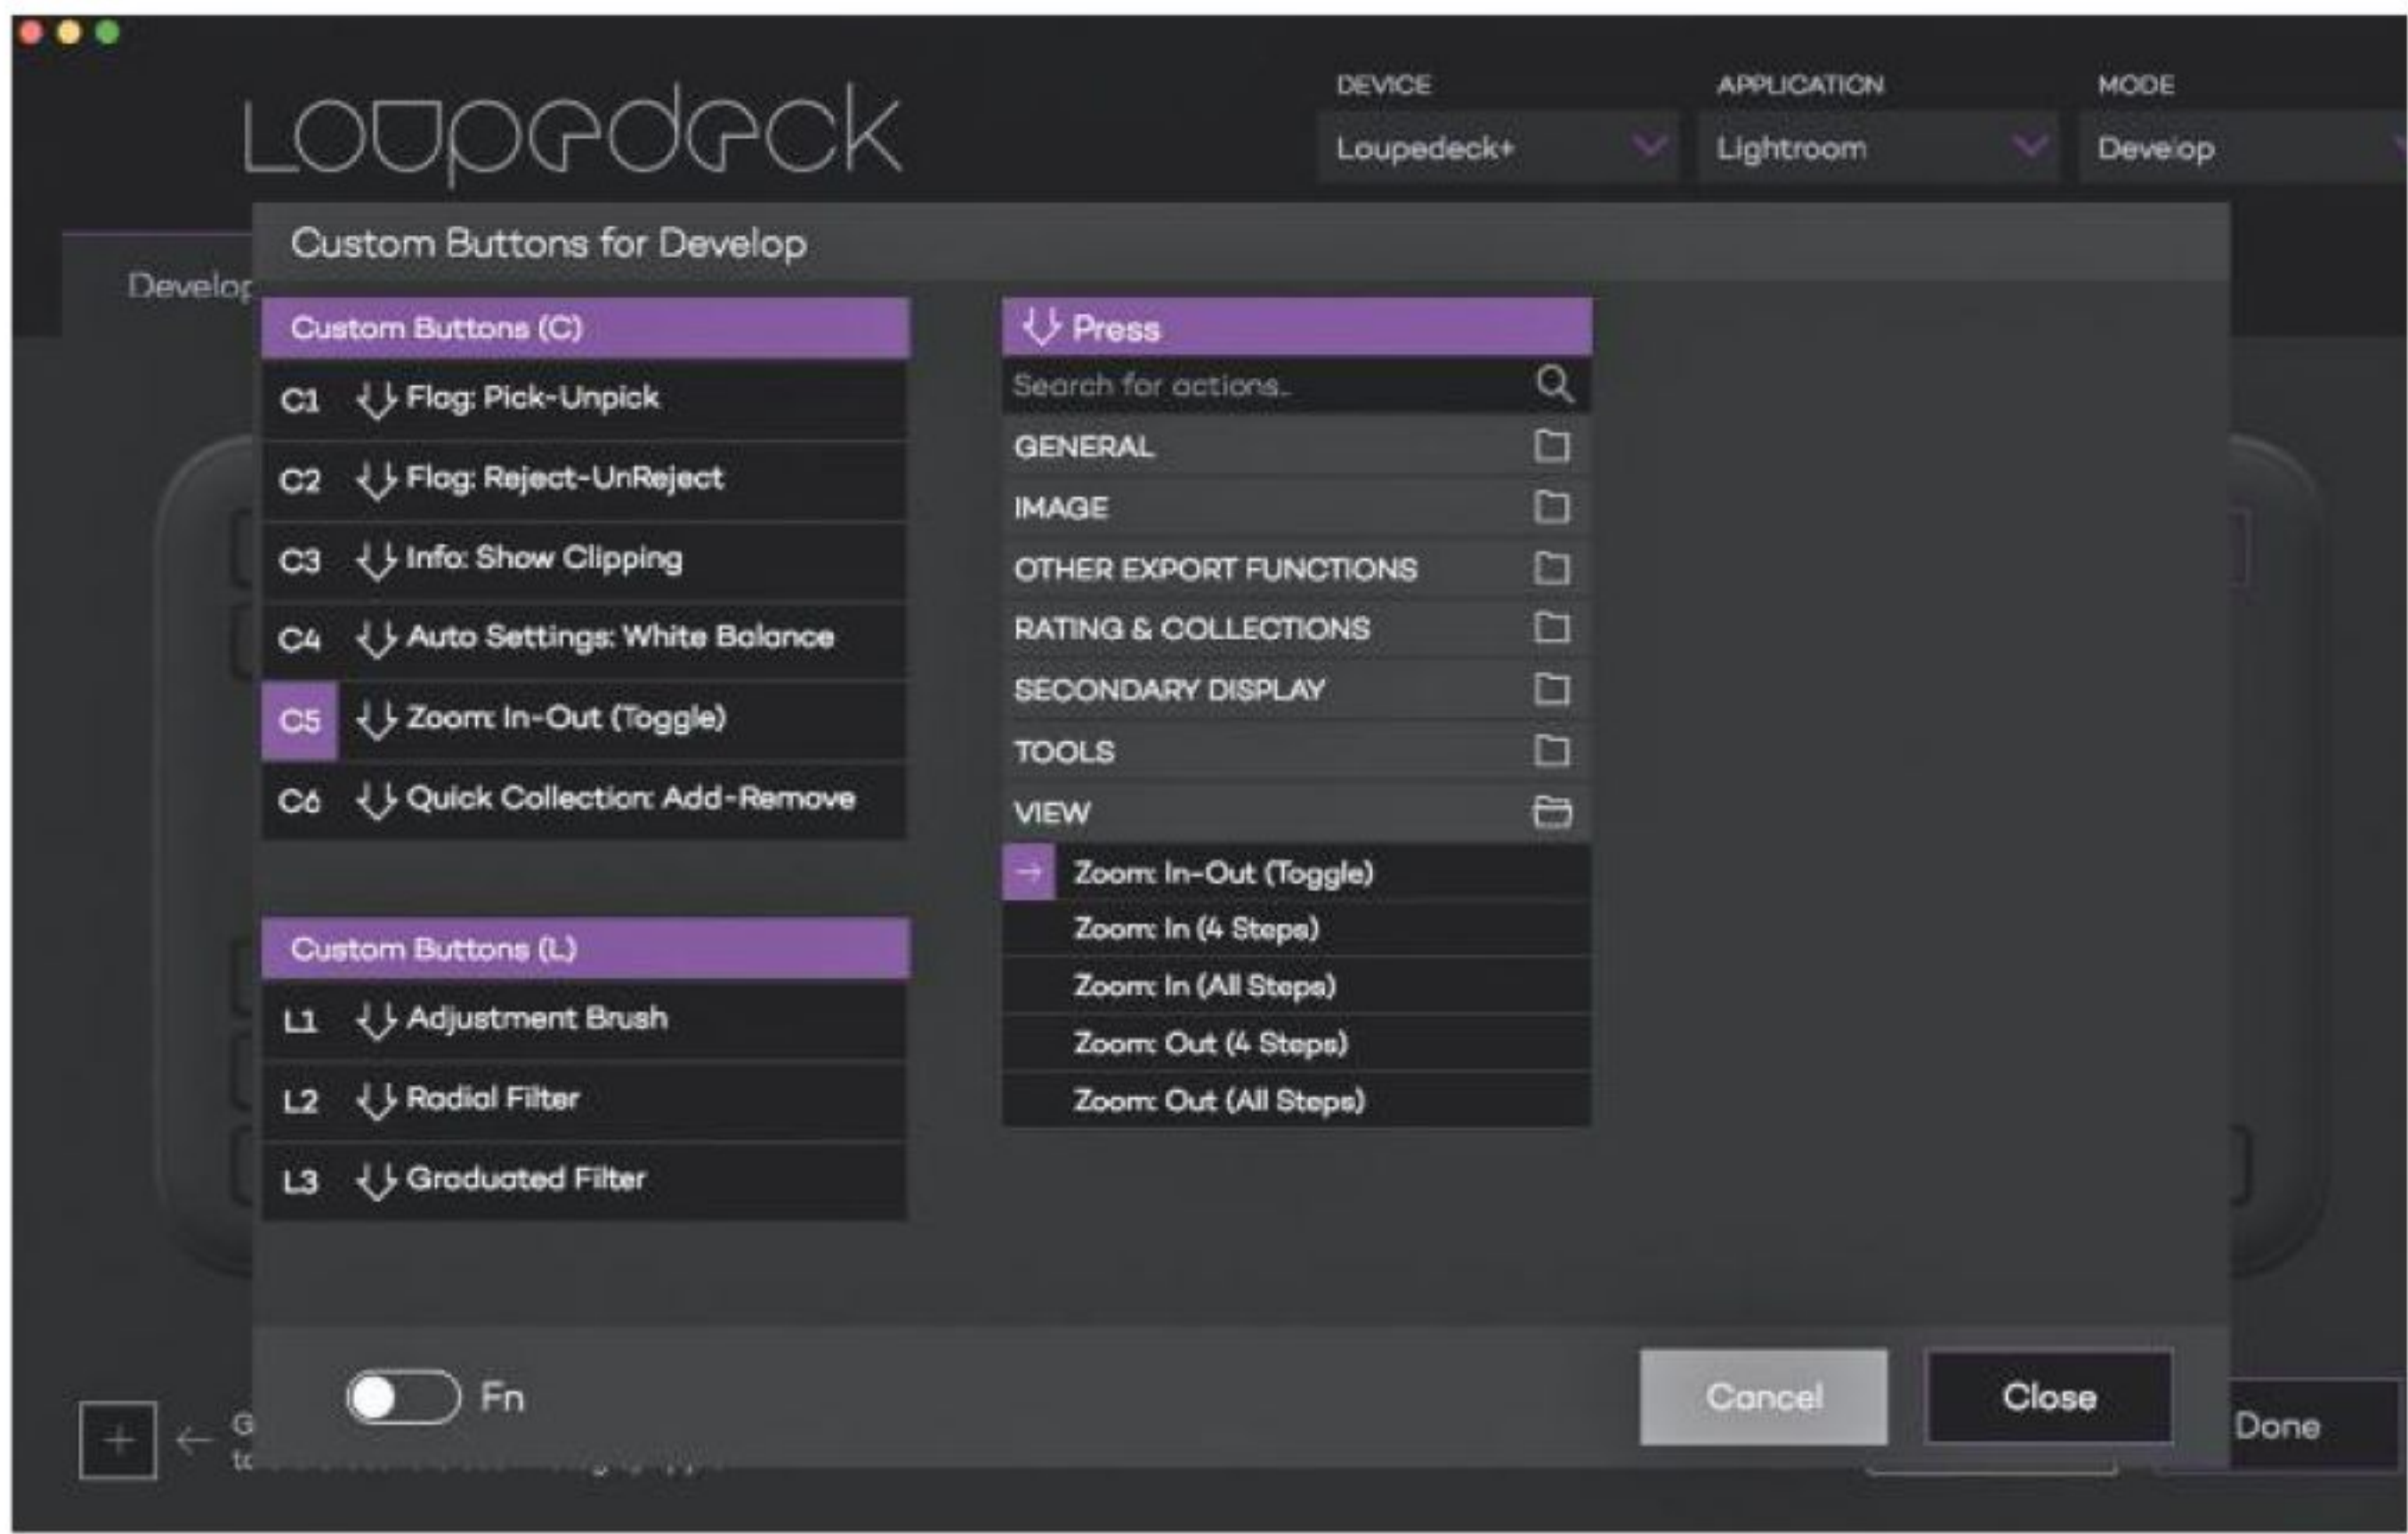 Loupedeck
DEVICE
APPLICATION
MODE
Loupedeck+
Lightroom
Develop
Custom Buttons for Develop
Develop
Custom Buttons (C)
C1 Flag: Pick-Unpick
C2 Flag: Reject-UnReject
C3 Info: Show Clipping
C4 Auto Settings: White Balance
C5 Zoom: In-Out (Toggle)
C6 Quick Collection: Add-Remove
Custom Buttons (L)
L1 Adjustment Brush
L2 Radial Filter
L3 Graduated Filter
Press
Search for actions...
GENERAL
IMAGE
OTHER EXPORT FUNCTIONS
RATING & COLLECTIONS
SECONDARY DISPLAY
TOOLS
VIEW
Zoom: In-Out (Toggle)
Zoom: In (4 Steps)
Zoom: In (All Steps)
Zoom: Out (4 Steps)
Zoom: Out (All Steps)
Fn
Cancel
Close
Done